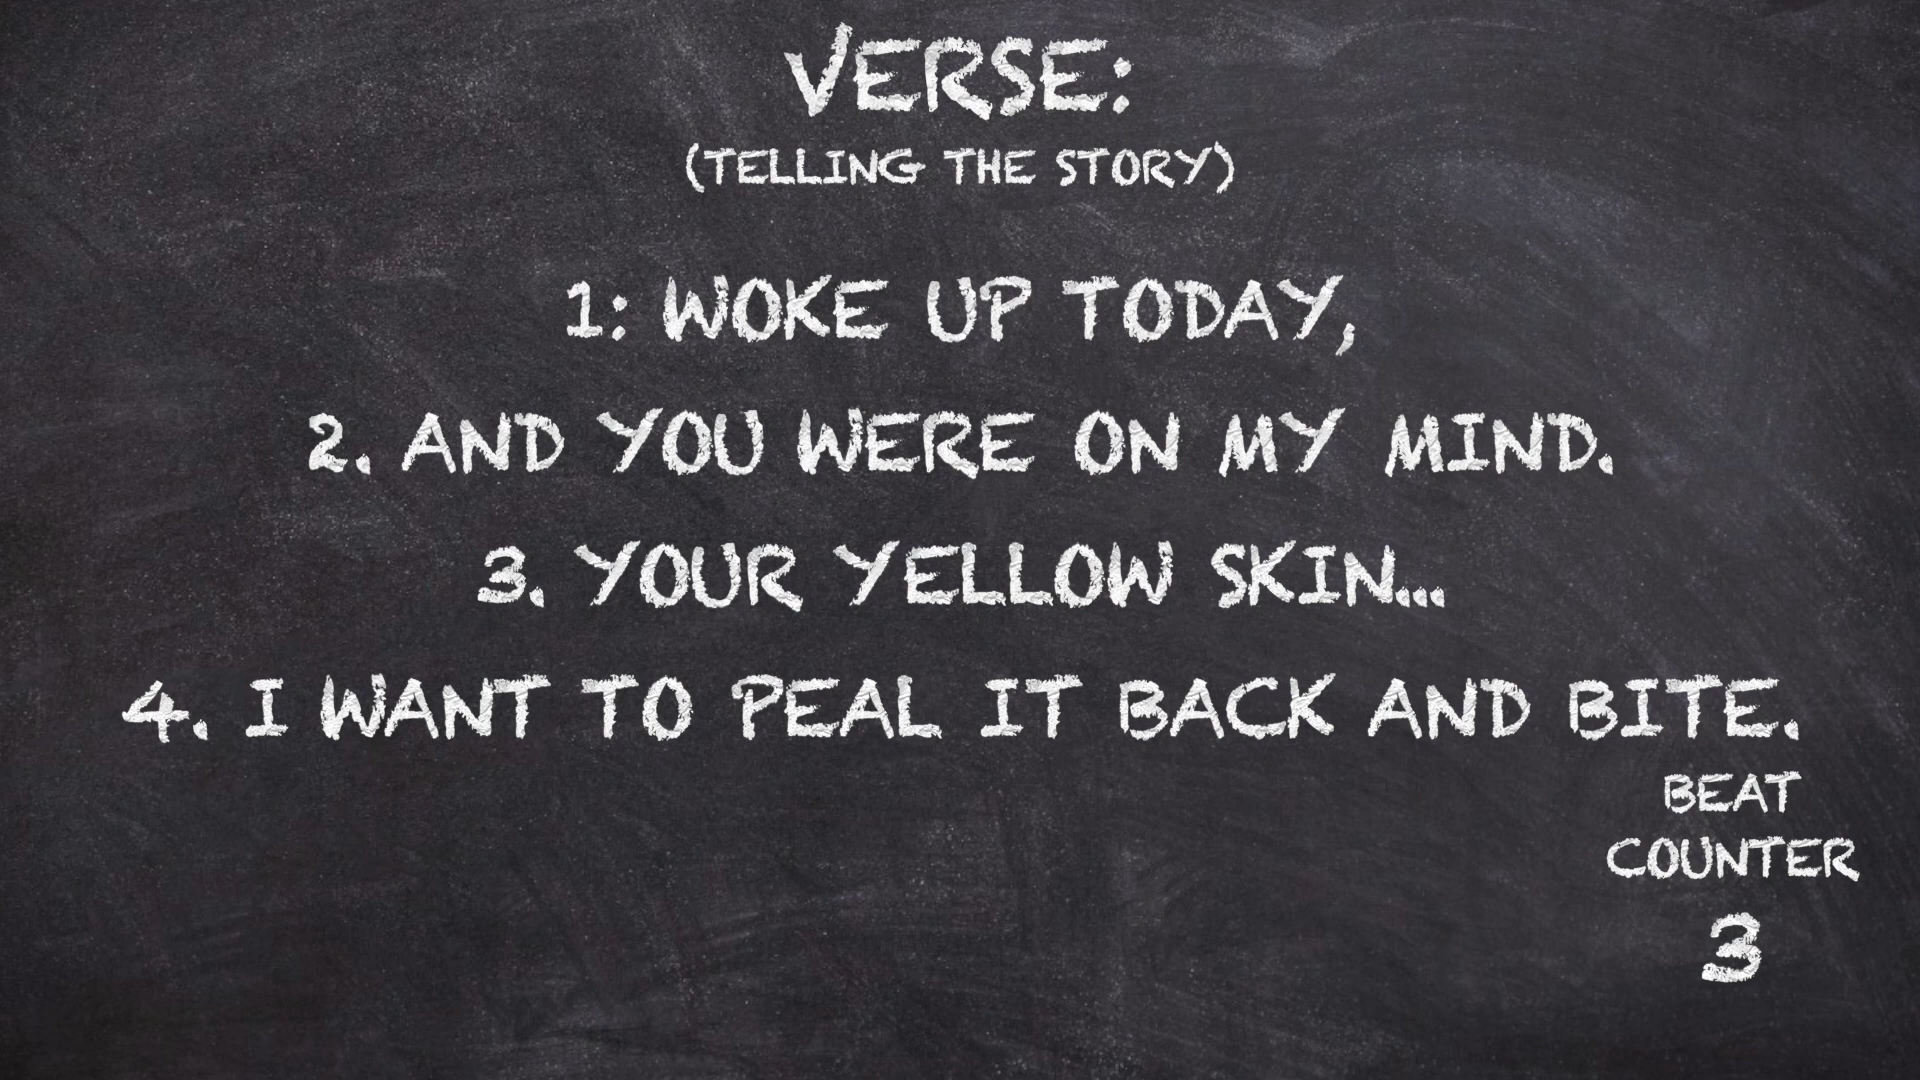 VERSE:
(TELLING THE STORY)
1: WOKE UP TODAY,
2. AND YOU WERE ON MY MIND.
3. YOUR YELLOW SKIN...
4. I WANT TO PEAL IT BACK AND BITE.
BEAT
COUNTER
3